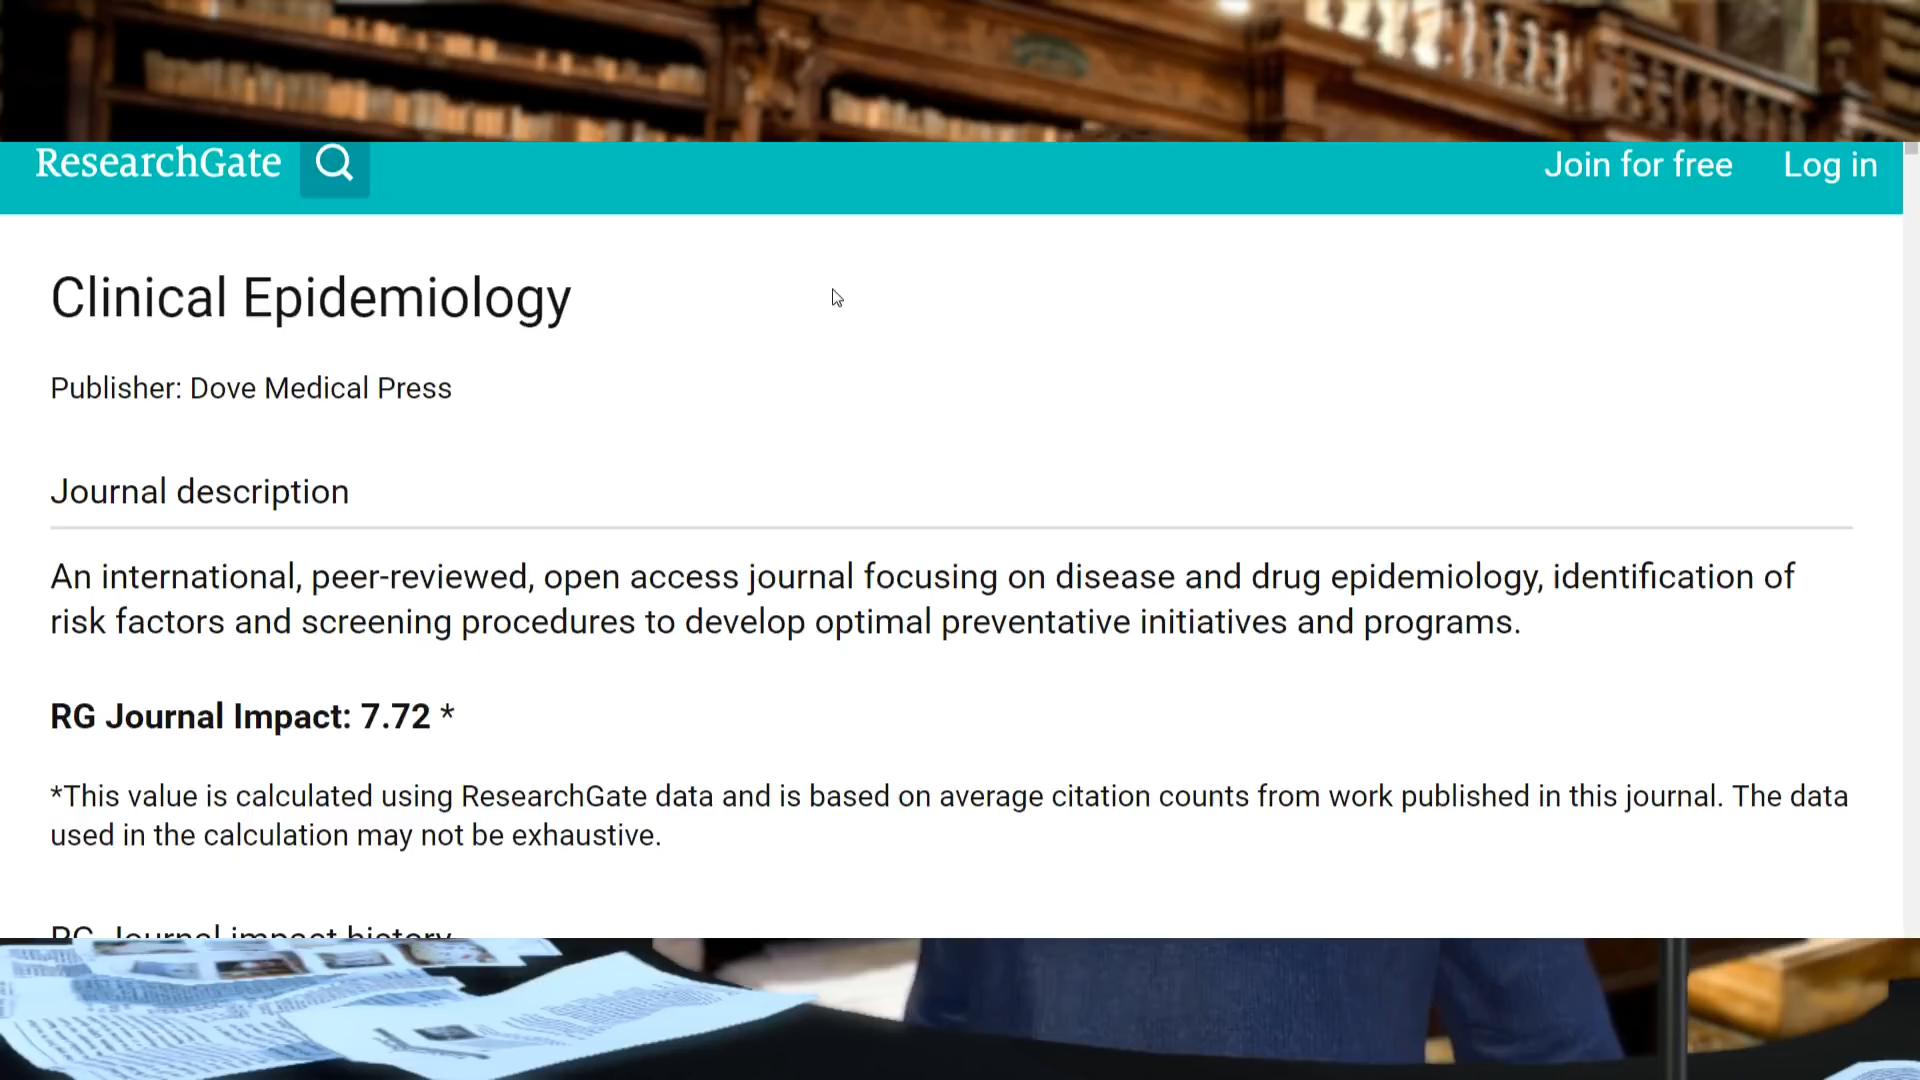 ResearchGate
Join for free Log in
Clinical Epidemiology
Publisher: Dove Medical Press
Journal description
An international, peer-reviewed, open access journal focusing on disease and drug epidemiology, identification of
risk factors and screening procedures to develop optimal preventative initiatives and programs.
RG Journal Impact: 7.72 *
*This value is calculated using ResearchGate data and is based on average citation counts from work published in this journal. The data
used in the calculation may not be exhaustive.
RG Journal impact history